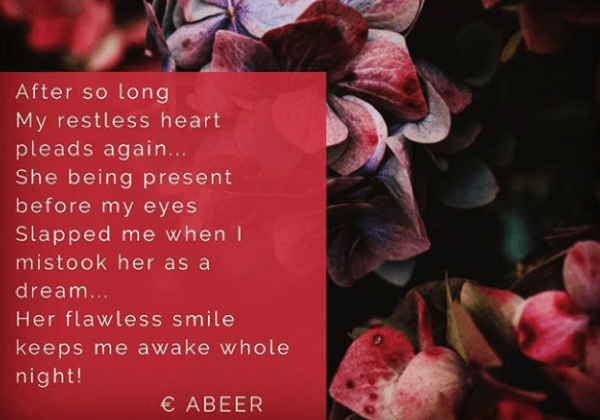 After so long
My restless heart
pleads again...
She being present
before my eyes
Slapped me when I
mistook her as a
dream...
Her flawless smile
keeps me awake whole
night!
€ ABEER